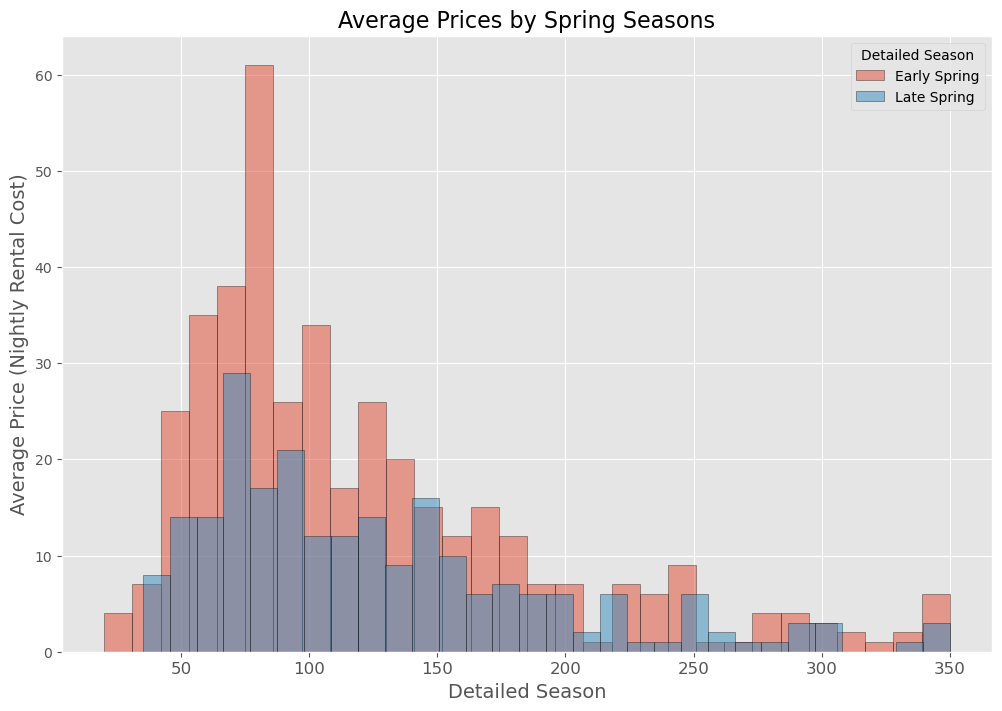 Average Prices by Spring Seasons
Detailed Season
Early Spring
Late Spring
Average Price (Nightly Rental Cost)
60
50
40
30
20
10
0
50 100 150 200 250 300 350
Detailed Season